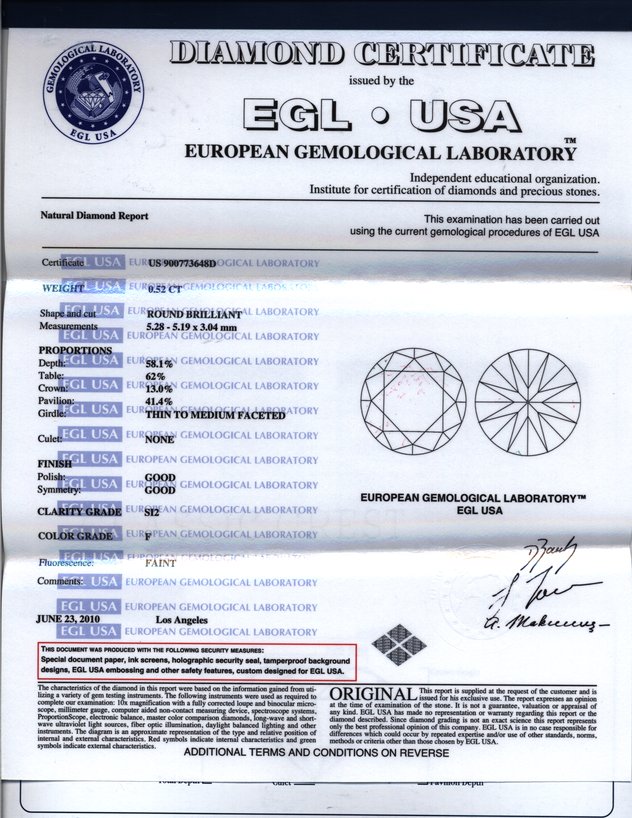 GEMOLOGICAL LABORATORY
EGL USA
DIAMOND CERTIFICATE
issued by the
EGL • USA
EUROPEAN GEMOLOGICAL LABORATORY™
Independent educational organization.
Institute for certification of diamonds and precious stones.
Natural Diamond Report
This examination has been carried out
using the current gemological procedures of EGL USA
Certificate US 900773648D
WEIGHT 0.52 CT
Shape and cut ROUND BRILLIANT
Measurements 5.28 - 5.19 x 3.04 mm
PROPORTIONS
Depth: 58.1%
Table: 62%
Crown: 13.0%
Pavilion: 41.4%
Girdle: THIN TO MEDIUM FACETED
Culet: NONE
FINISH
Polish: GOOD
Symmetry: GOOD
CLARITY GRADE SI2
COLOR GRADE F
Fluorescence: FAINT
Comments:
EGL USA EUROPEAN GEMOLOGICAL LABORATORY
EUROPEAN GEMOLOGICAL LABORATORY™
EGL USA
JUNE 23, 2010 Los Angeles
THIS DOCUMENT WAS PRODUCED WITH THE FOLLOWING SECURITY MEASURES:
Special document paper, ink screens, holographic security seal, tamperproof background
designs, EGL USA embossing and other safety features, custom designed for EGL USA.
The characteristics of the diamond in this report were based on the information gained from uti-
lizing a variety of gem testing instruments. The following instruments were used as required to
complete our examination: 10x magnification with a fully corrected loupe and binocular micro-
scope, millimeter gauge, computer aided non-contact measuring device, spectroscope systems,
ProportionScope, electronic balance, master color comparison diamonds, long-wave and short-
wave ultraviolet light sources, fiber optic illumination, daylight balanced lighting and other
instruments. The diagram is an approximate representation of the type and relative position of
internal and external characteristics. Red symbols indicate internal characteristics and green
symbols indicate external characteristics.
ORIGINAL This report is supplied at the request of the customer and is
issued for his exclusive use. The report expresses an opinion
at the time of examination of the stone. It is not a guarantee, valuation or appraisal of
any kind. EGL USA has made no representation or warranty regarding this report or the
diamond described. Since diamond grading is not an exact science this report represents
only the best professional opinion of this company. EGL USA is in no case responsible for
differences which could occur by repeated expertise and/or use of other standards, norms,
methods or criteria other than those chosen by EGL USA.
ADDITIONAL TERMS AND CONDITIONS ON REVERSE